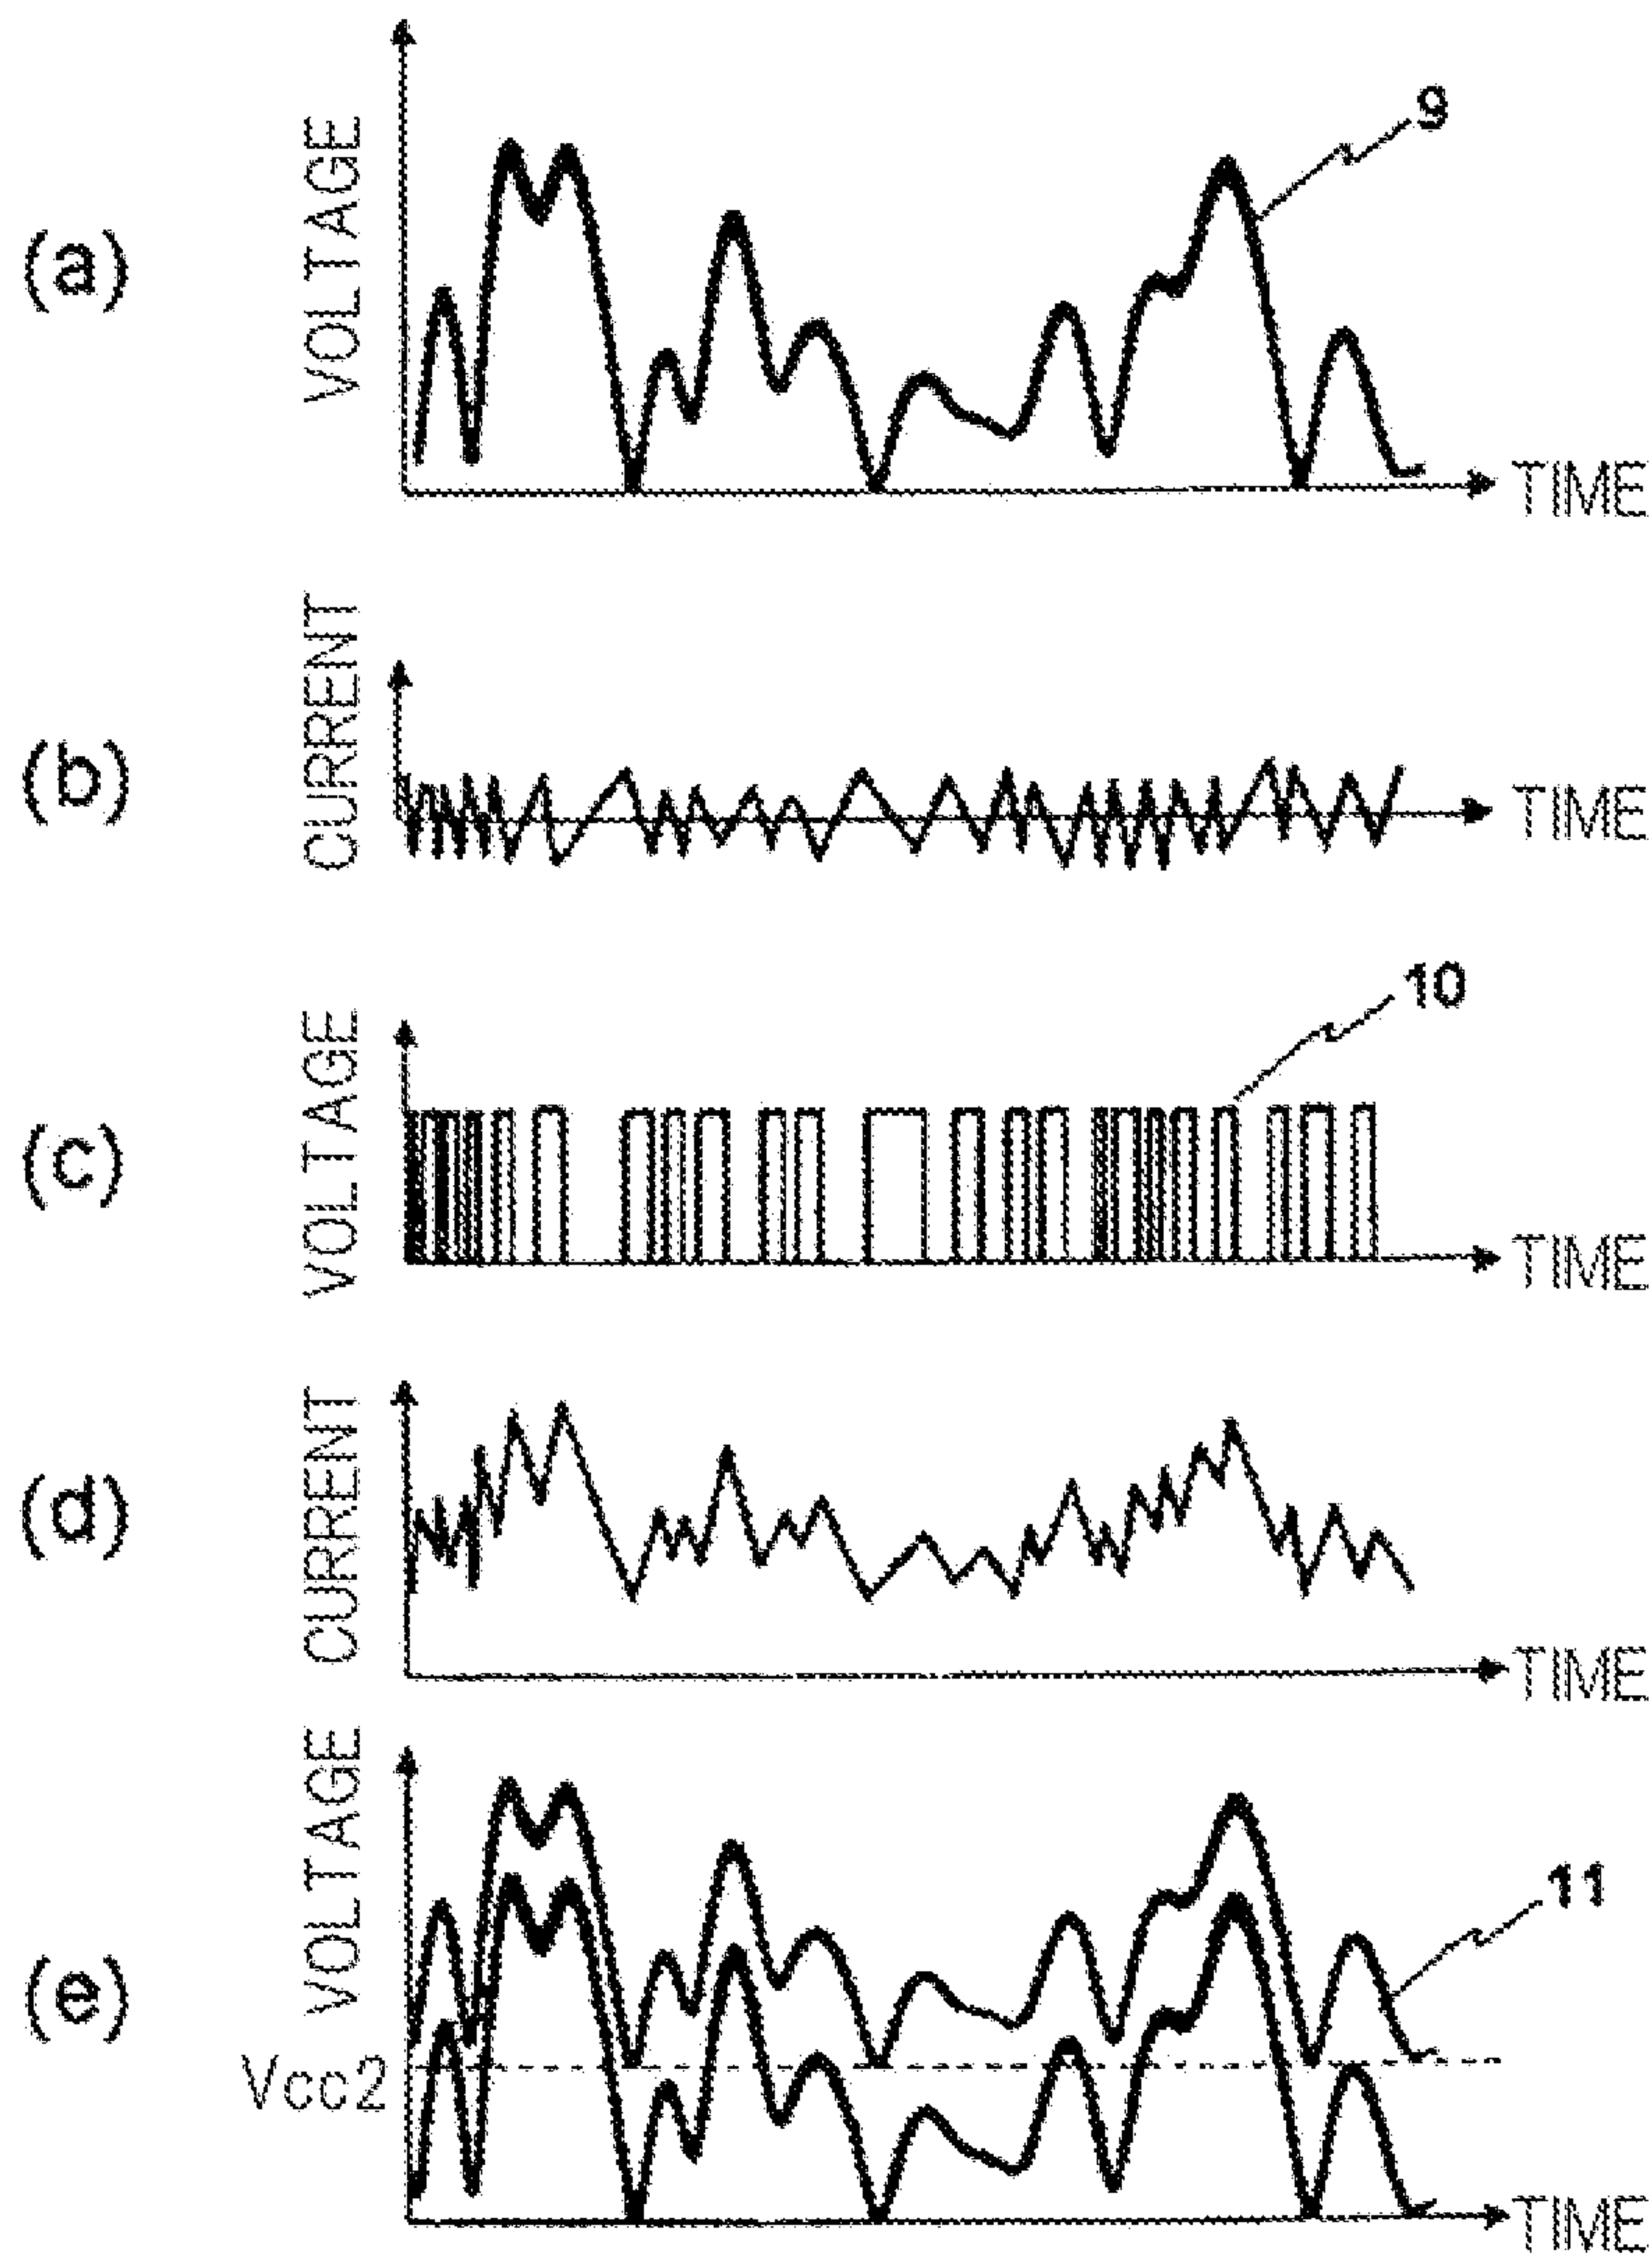 9
VOLTAGE
(a)
TIME
CURRENT
(b)
TIME
10
VOLTAGE
(c)
TIME
CURRENT
(d)
TIME
VOLTAGE
11
(e)
Vcc2
TIME